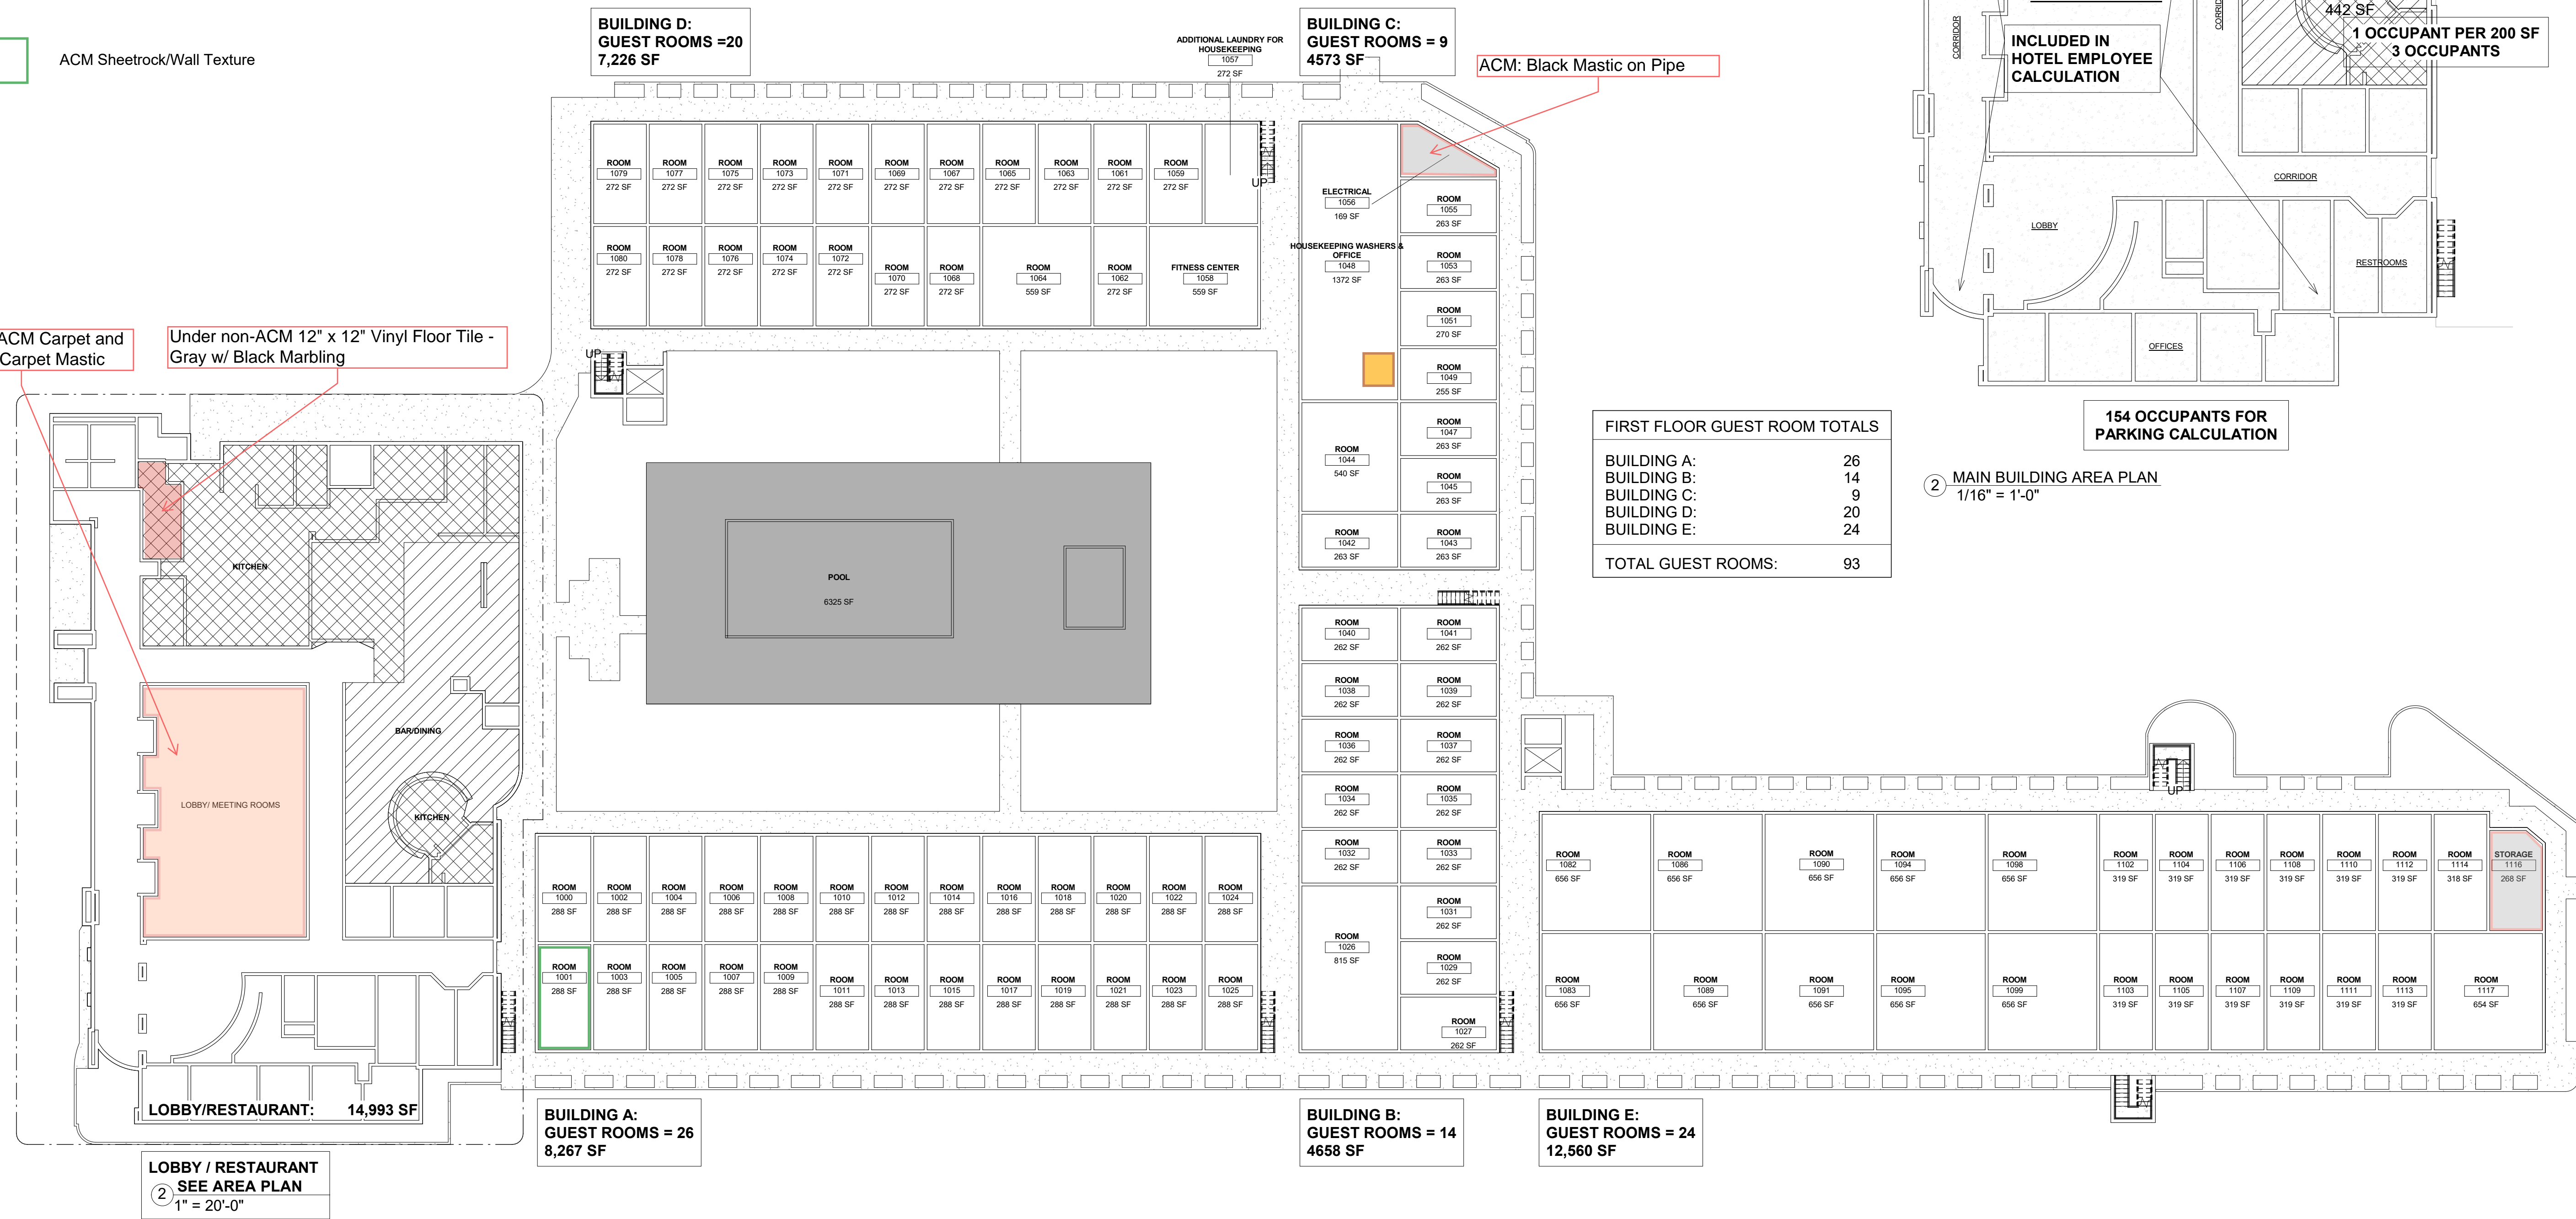 ACM Sheetrock/Wall Texture
BUILDING D:
GUEST ROOMS =20
7,226 SF
ADDITIONAL LAUNDRY FOR
HOUSEKEEPING
1057
272 SF
BUILDING C:
GUEST ROOMS = 9
4573 SF
ACM: Black Mastic on Pipe
CORRIDOR
INCLUDED IN
HOTEL EMPLOYEE
CALCULATION
442 SF
1 OCCUPANT PER 200 SF
3 OCCUPANTS
CORRIDOR
LOBBY
RESTROOMS
OFFICES
154 OCCUPANTS FOR
PARKING CALCULATION
2 MAIN BUILDING AREA PLAN
1/16" = 1'-0"
ROOM ROOM ROOM ROOM ROOM ROOM ROOM ROOM ROOM ROOM ROOM
1079 1077 1075 1073 1071 1069 1067 1065 1063 1061 1059
272 SF 272 SF 272 SF 272 SF 272 SF 272 SF 272 SF 272 SF 272 SF 272 SF 272 SF
UP
ROOM ROOM ROOM ROOM ROOM
1080 1078 1076 1074 1072
272 SF 272 SF 272 SF 272 SF 272 SF
ROOM ROOM ROOM ROOM FITNESS CENTER
1070 1068 1064 1062 1058
272 SF 272 SF 559 SF 272 SF 559 SF
UP
ELECTRICAL
1056
169 SF
HOUSEKEEPING WASHERS &
OFFICE
1048
1372 SF
ROOM
1055
263 SF
ROOM
1053
263 SF
ROOM
1051
270 SF
ROOM
1049
255 SF
ROOM
1047
263 SF
ROOM
1044
540 SF
ROOM
1045
263 SF
ROOM ROOM
1042 1043
263 SF 263 SF
FIRST FLOOR GUEST ROOM TOTALS
BUILDING A: 26
BUILDING B: 14
BUILDING C: 9
BUILDING D: 20
BUILDING E: 24
TOTAL GUEST ROOMS: 93
ACM Carpet and
Carpet Mastic
Under non-ACM 12" x 12" Vinyl Floor Tile -
Gray w/ Black Marbling
KITCHEN
BAR/DINING
LOBBY/ MEETING ROOMS
KITCHEN
POOL
6325 SF
ROOM ROOM
1040 1041
262 SF 262 SF
ROOM ROOM
1038 1039
262 SF 262 SF
ROOM ROOM
1036 1037
262 SF 262 SF
ROOM ROOM
1034 1035
262 SF 262 SF
ROOM ROOM
1032 1033
262 SF 262 SF
ROOM
1031
262 SF
ROOM
1026
815 SF
ROOM
1029
262 SF
ROOM
1027
262 SF
ROOM ROOM ROOM ROOM ROOM ROOM ROOM ROOM ROOM ROOM ROOM ROOM ROOM
1000 1002 1004 1006 1008 1010 1012 1014 1016 1018 1020 1022 1024
288 SF 288 SF 288 SF 288 SF 288 SF 288 SF 288 SF 288 SF 288 SF 288 SF 288 SF 288 SF 288 SF
ROOM ROOM ROOM ROOM ROOM
1001 1003 1005 1007 1009
288 SF 288 SF 288 SF 288 SF 288 SF
ROOM ROOM ROOM ROOM ROOM ROOM ROOM ROOM
1011 1013 1015 1017 1019 1021 1023 1025
288 SF 288 SF 288 SF 288 SF 288 SF 288 SF 288 SF 288 SF
UP
ROOM ROOM ROOM ROOM ROOM ROOM ROOM ROOM ROOM ROOM ROOM ROOM STORAGE
1082 1086 1090 1094 1098 1102 1104 1106 1108 1110 1112 1114 1116
656 SF 656 SF 656 SF 656 SF 656 SF 319 SF 319 SF 319 SF 319 SF 319 SF 319 SF 318 SF 268 SF
ROOM ROOM ROOM ROOM ROOM ROOM ROOM ROOM ROOM ROOM ROOM ROOM
1083 1089 1091 1095 1099 1103 1105 1107 1109 1111 1113 1117
656 SF 656 SF 656 SF 656 SF 656 SF 319 SF 319 SF 319 SF 319 SF 319 SF 319 SF 654 SF
LOBBY/RESTAURANT: 14,993 SF
BUILDING A:
GUEST ROOMS = 26
8,267 SF
BUILDING B:
GUEST ROOMS = 14
4658 SF
BUILDING E:
GUEST ROOMS = 24
12,560 SF
LOBBY / RESTAURANT
2 SEE AREA PLAN
1" = 20'-0"